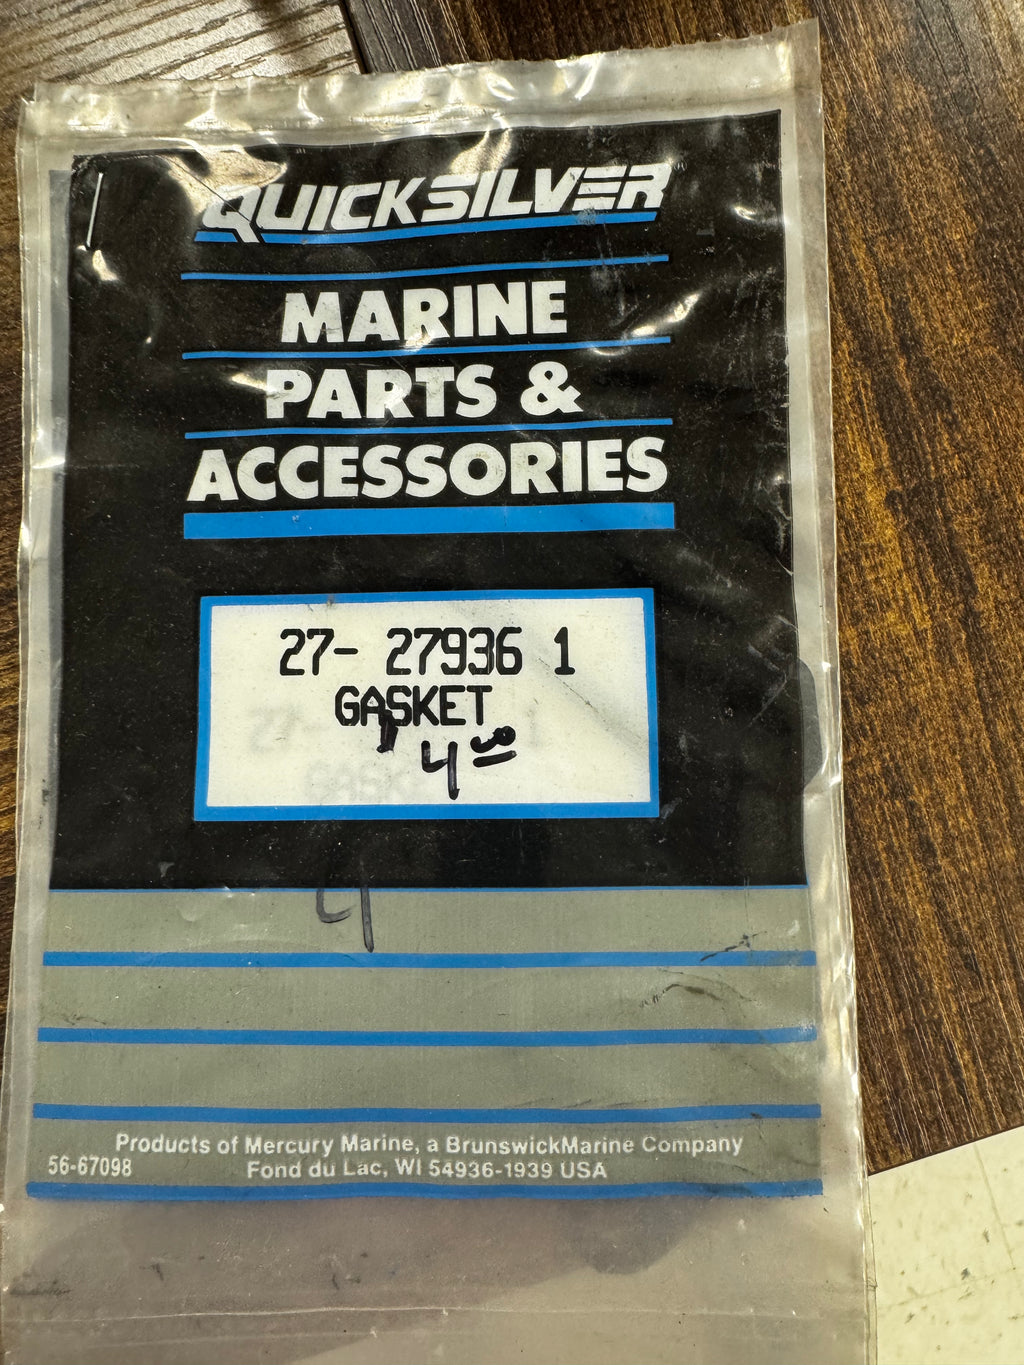 QUICKSILVER
MARINE
PARTS &
ACCESSORIES
27- 27936 1
GASKET
4⁰⁰
4
Products of Mercury Marine, a BrunswickMarine Company
56-67098 Fond du Lac, WI 54936-1939 USA